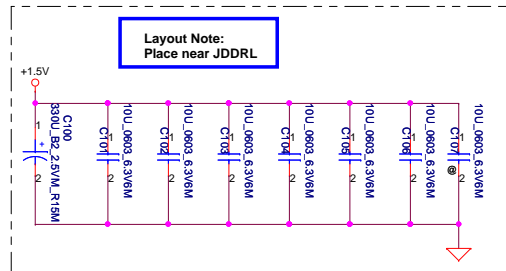 Layout Note:
Place near JDDRL
+1.5V
1
+
2
C100
330U_B2_2.5VM_R15M
C101
1
2
10U_0603_6.3V6M
C102
1
2
10U_0603_6.3V6M
C103
1
2
10U_0603_6.3V6M
C104
1
2
10U_0603_6.3V6M
C105
1
2
10U_0603_6.3V6M
C106
1
2
10U_0603_6.3V6M
C107
1
2
@
10U_0603_6.3V6M